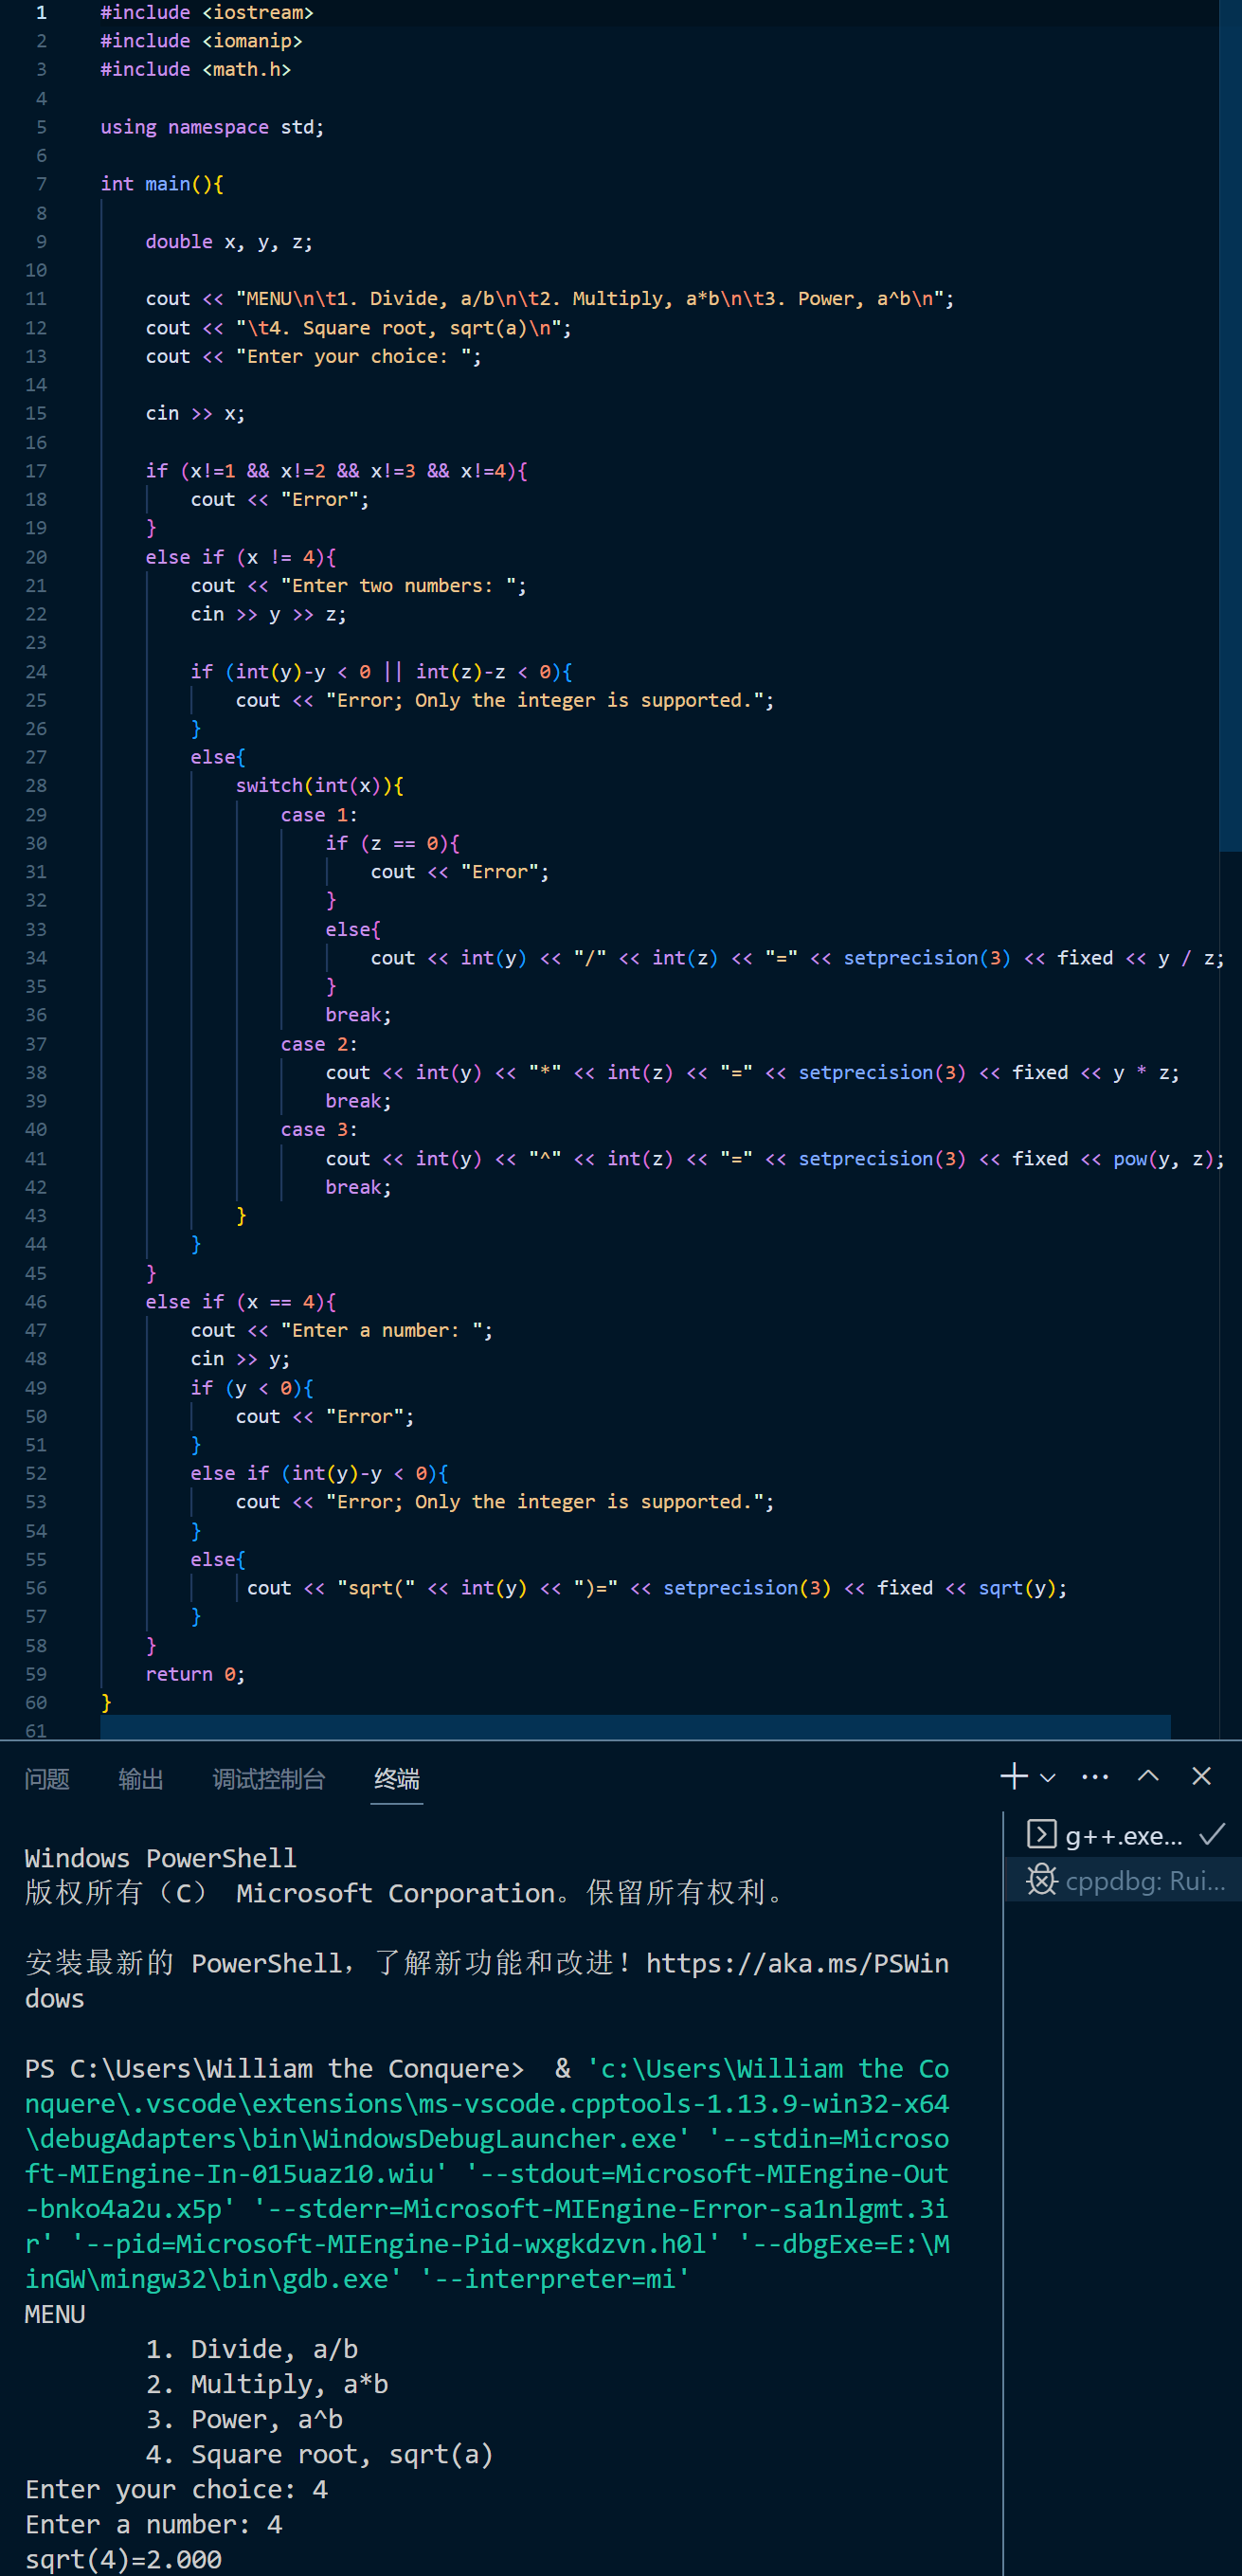 1 #include <iostream>
2 #include <iomanip>
3 #include <math.h>
4
5 using namespace std;
6
7 int main(){
8
9     double x, y, z;
10
11     cout << "MENU\n\t1. Divide, a/b\n\t2. Multiply, a*b\n\t3. Power, a^b\n";
12     cout << "\t4. Square root, sqrt(a)\n";
13     cout << "Enter your choice: ";
14
15     cin >> x;
16
17     if (x!=1 && x!=2 && x!=3 && x!=4){
18         cout << "Error";
19     }
20     else if (x != 4){
21         cout << "Enter two numbers: ";
22         cin >> y >> z;
23
24         if (int(y)-y < 0 || int(z)-z < 0){
25             cout << "Error; Only the integer is supported.";
26         }
27         else{
28             switch(int(x)){
29                 case 1:
30                     if (z == 0){
31                         cout << "Error";
32                     }
33                     else{
34                         cout << int(y) << "/" << int(z) << "=" << setprecision(3) << fixed << y / z;
35                     }
36                     break;
37                 case 2:
38                     cout << int(y) << "*" << int(z) << "=" << setprecision(3) << fixed << y * z;
39                     break;
40                 case 3:
41                     cout << int(y) << "^" << int(z) << "=" << setprecision(3) << fixed << pow(y, z);
42                     break;
43             }
44         }
45     }
46     else if (x == 4){
47         cout << "Enter a number: ";
48         cin >> y;
49         if (y < 0){
50             cout << "Error";
51         }
52         else if (int(y)-y < 0){
53             cout << "Error; Only the integer is supported.";
54         }
55         else{
56              cout << "sqrt(" << int(y) << ")=" << setprecision(3) << fixed << sqrt(y);
57         }
58     }
59     return 0;
60 }
61
问题 输出 调试控制台 终端
g++.exe...
cppdbg: Rui...
Windows PowerShell
版权所有（C） Microsoft Corporation。保留所有权利。
安装最新的 PowerShell，了解新功能和改进！https://aka.ms/PSWin
dows
PS C:\Users\William the Conquere>  & 'c:\Users\William the Co
nquere\.vscode\extensions\ms-vscode.cpptools-1.13.9-win32-x64
\debugAdapters\bin\WindowsDebugLauncher.exe' '--stdin=Microso
ft-MIEngine-In-015uaz10.wiu' '--stdout=Microsoft-MIEngine-Out
-bnko4a2u.x5p' '--stderr=Microsoft-MIEngine-Error-sa1nlgmt.3i
r' '--pid=Microsoft-MIEngine-Pid-wxgkdzvn.h0l' '--dbgExe=E:\M
inGW\mingw32\bin\gdb.exe' '--interpreter=mi'
MENU
        1. Divide, a/b
        2. Multiply, a*b
        3. Power, a^b
        4. Square root, sqrt(a)
Enter your choice: 4
Enter a number: 4
sqrt(4)=2.000